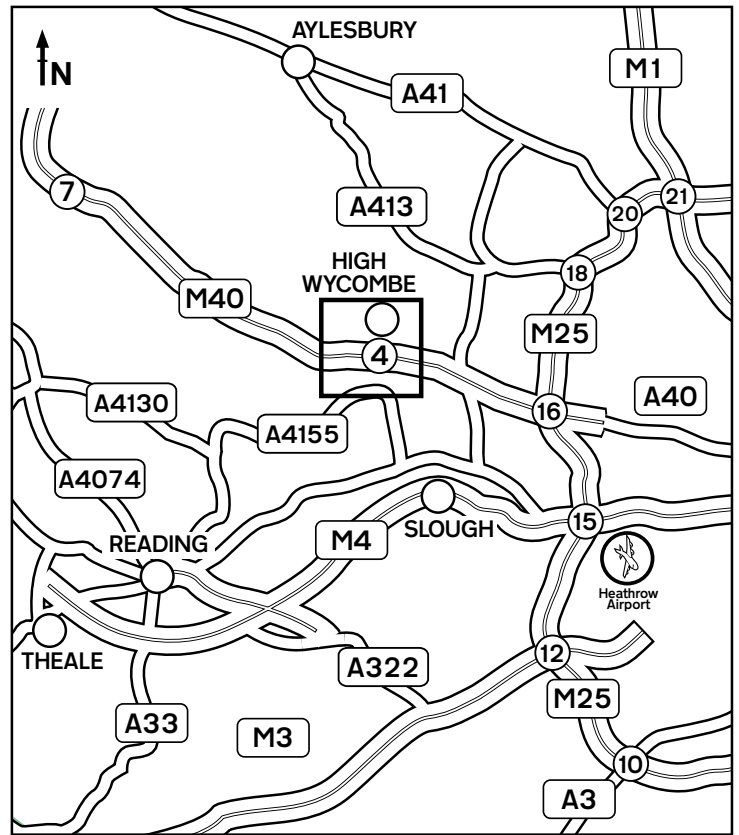 AYLESBURY
N
M1
A41
7
21
20
A413
HIGH
WYCOMBE
18
M40
M25
4
A40
A4130
16
A4155
A4074
SLOUGH
15
READING
M4
Heathrow
Airport
THEALE
12
A322
M25
A33
M3
10
A3